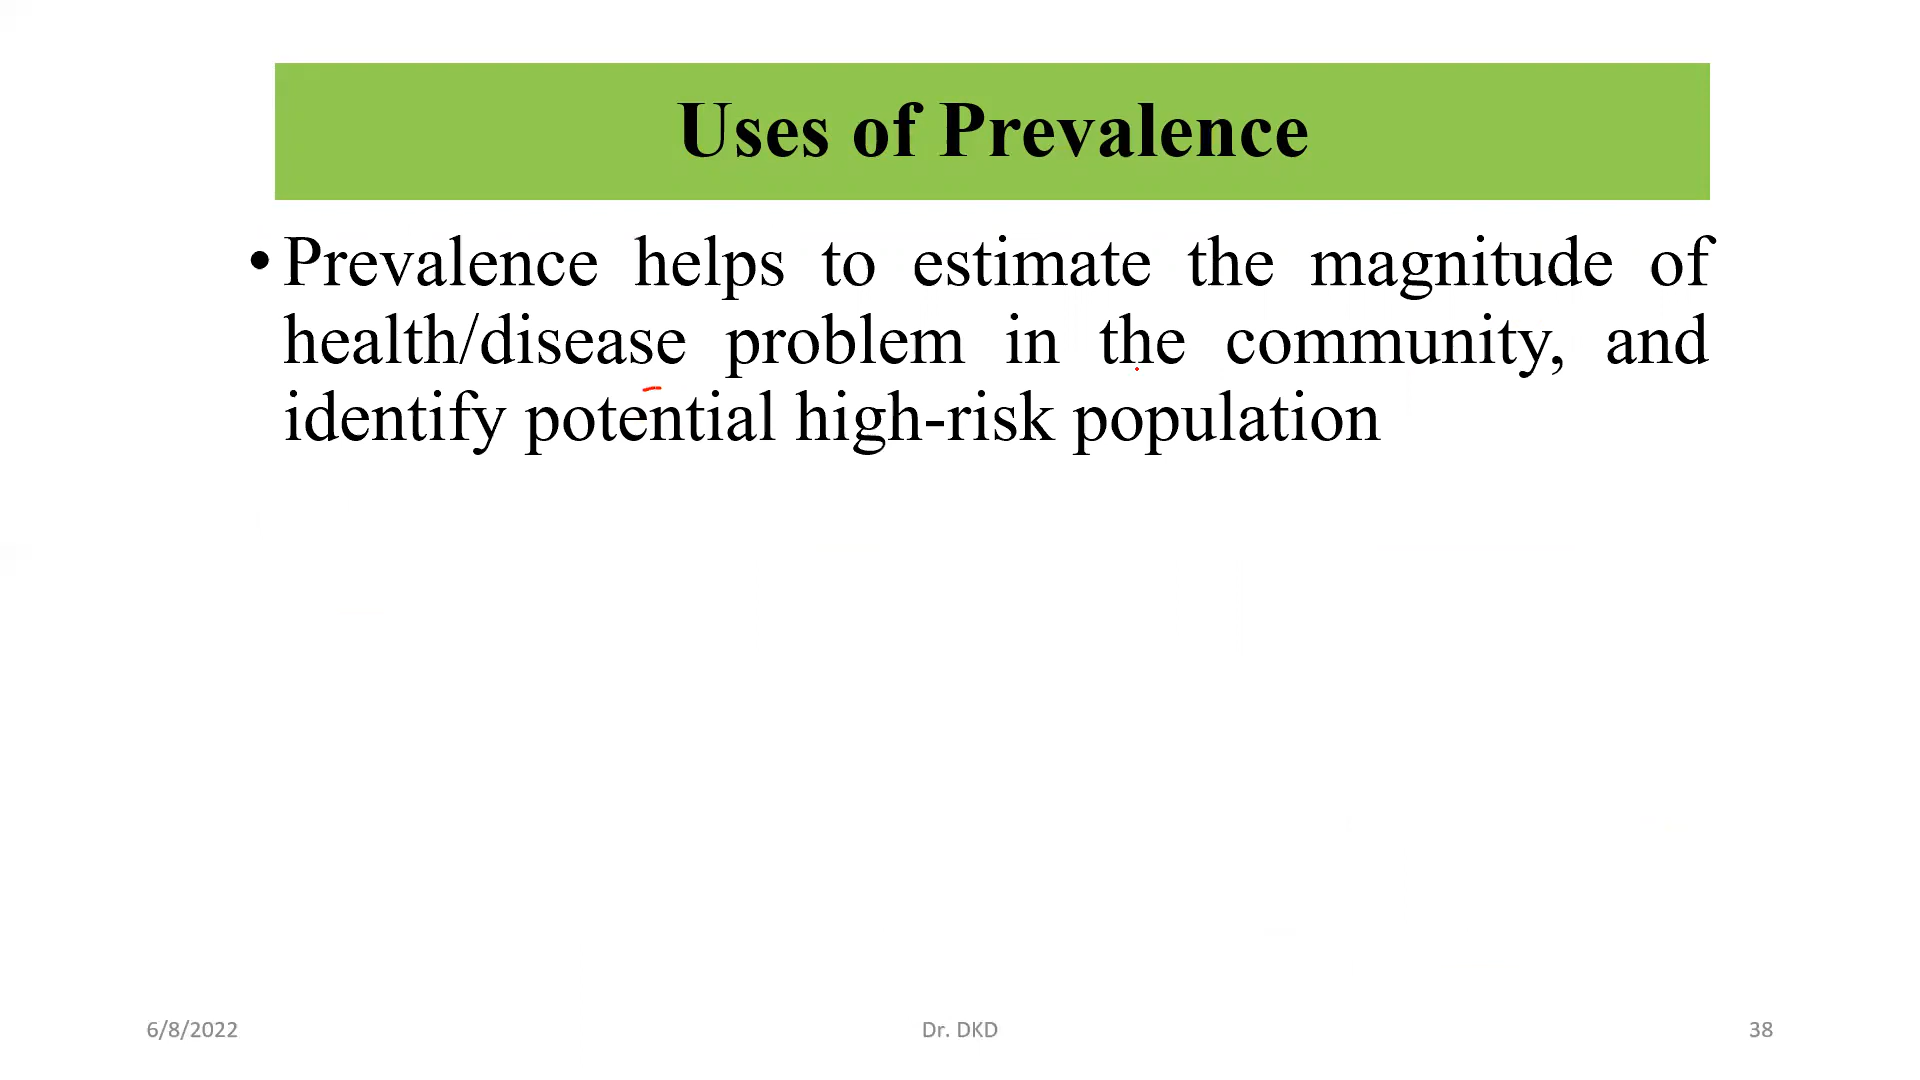 Uses of Prevalence
• Prevalence helps to estimate the magnitude of
health/disease problem in the community, and
identify potential high-risk population
6/8/2022
Dr. DKD
38